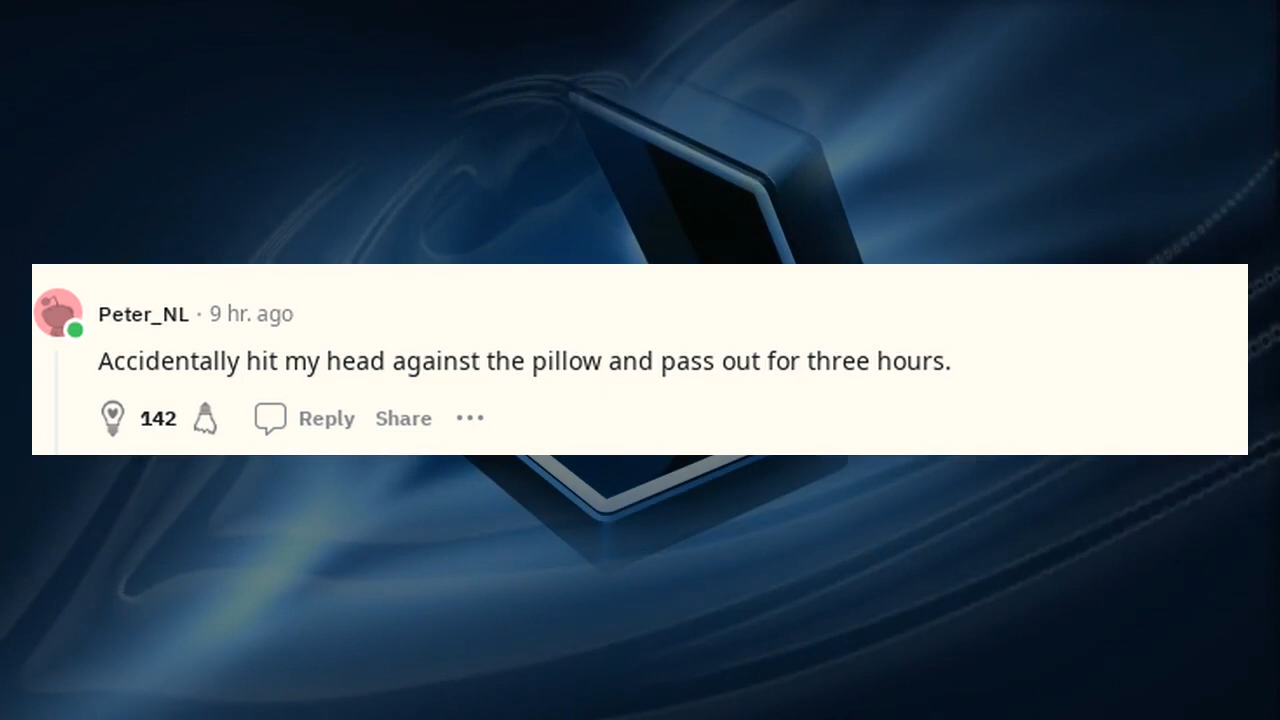 Peter_NL · 9 hr. ago
Accidentally hit my head against the pillow and pass out for three hours.
142 Reply Share ···